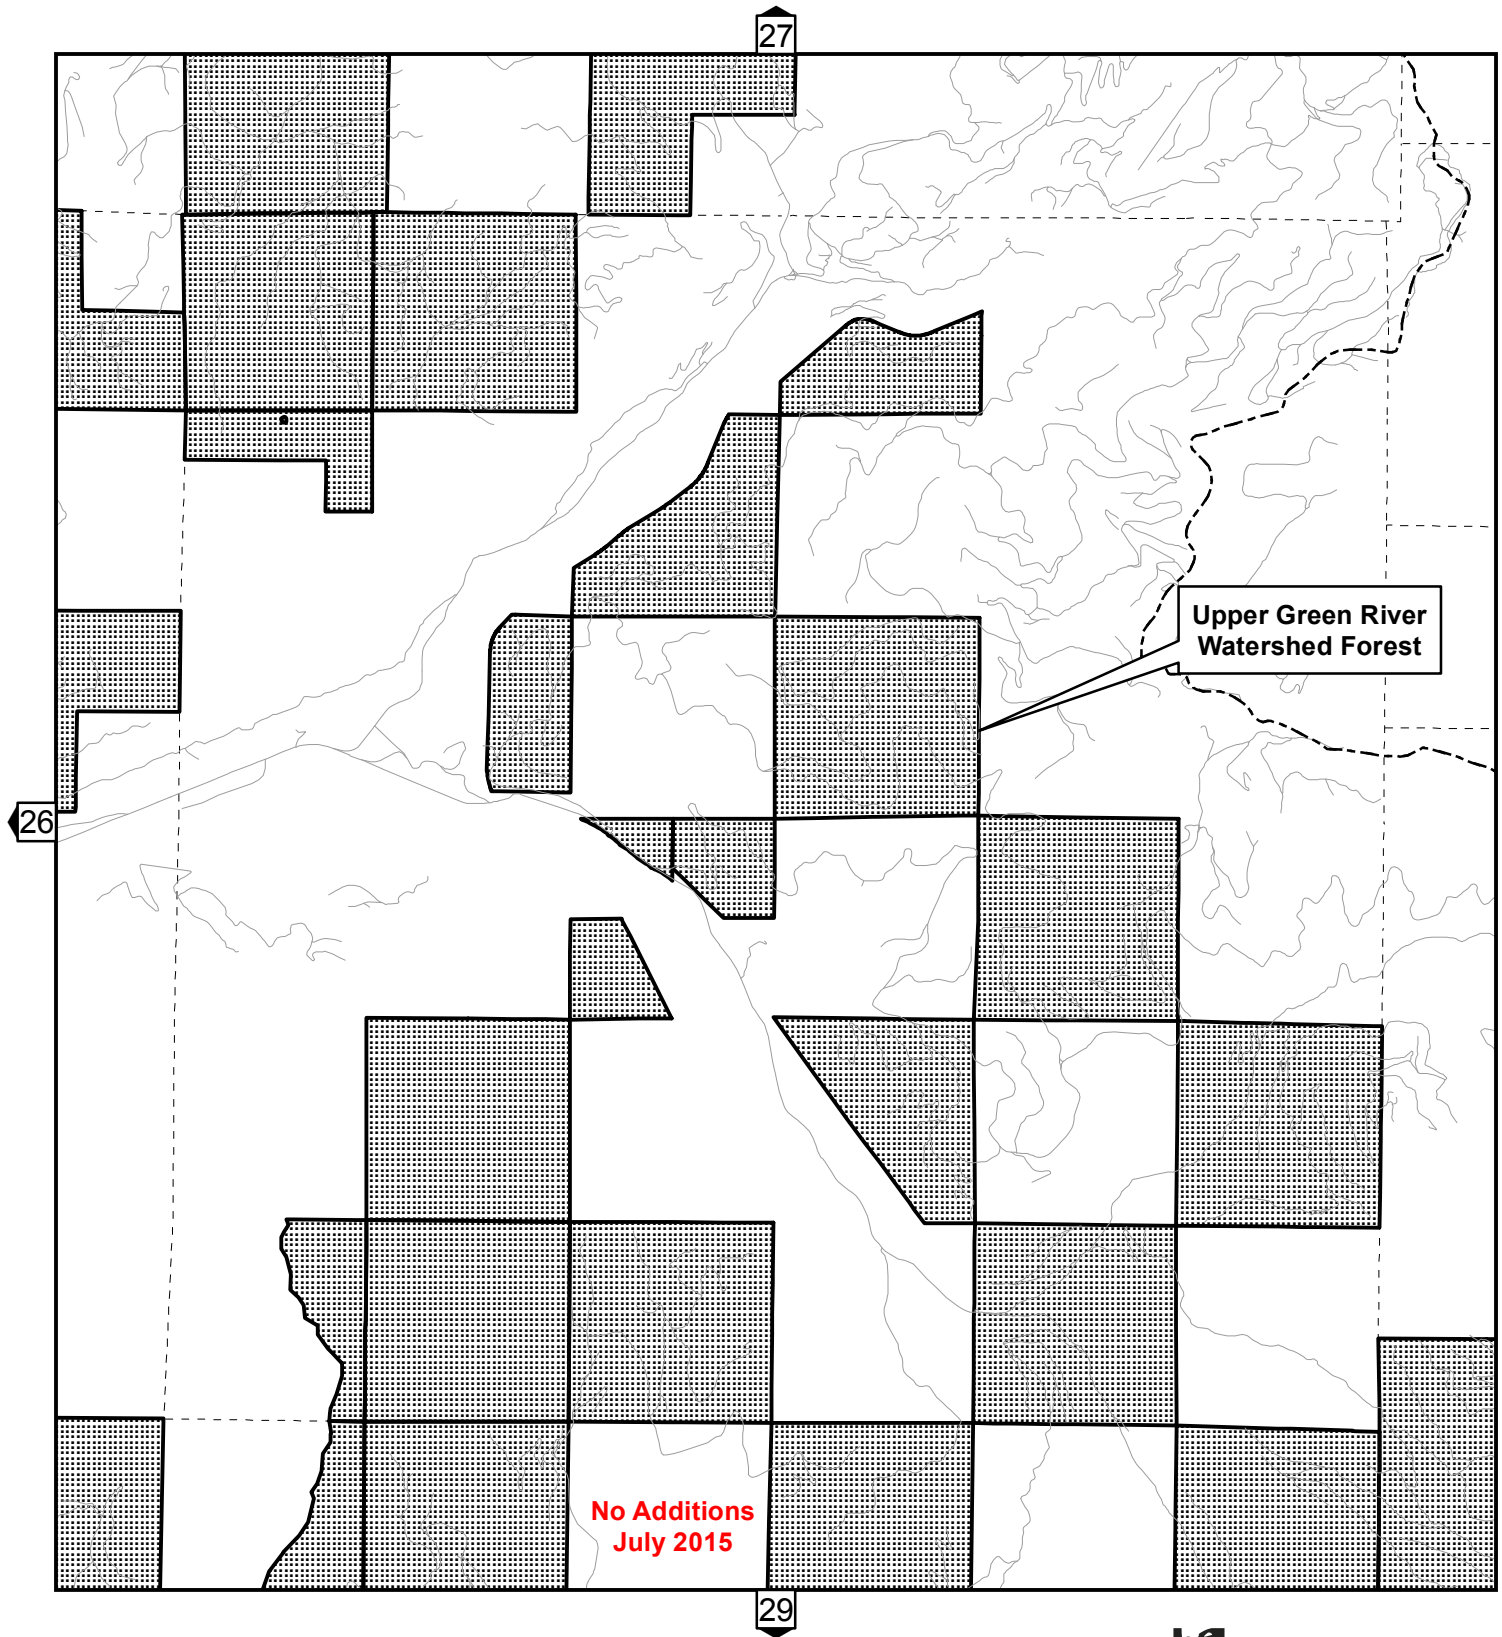 27
Upper Green River
Watershed Forest
26
No Additions
July 2015
29